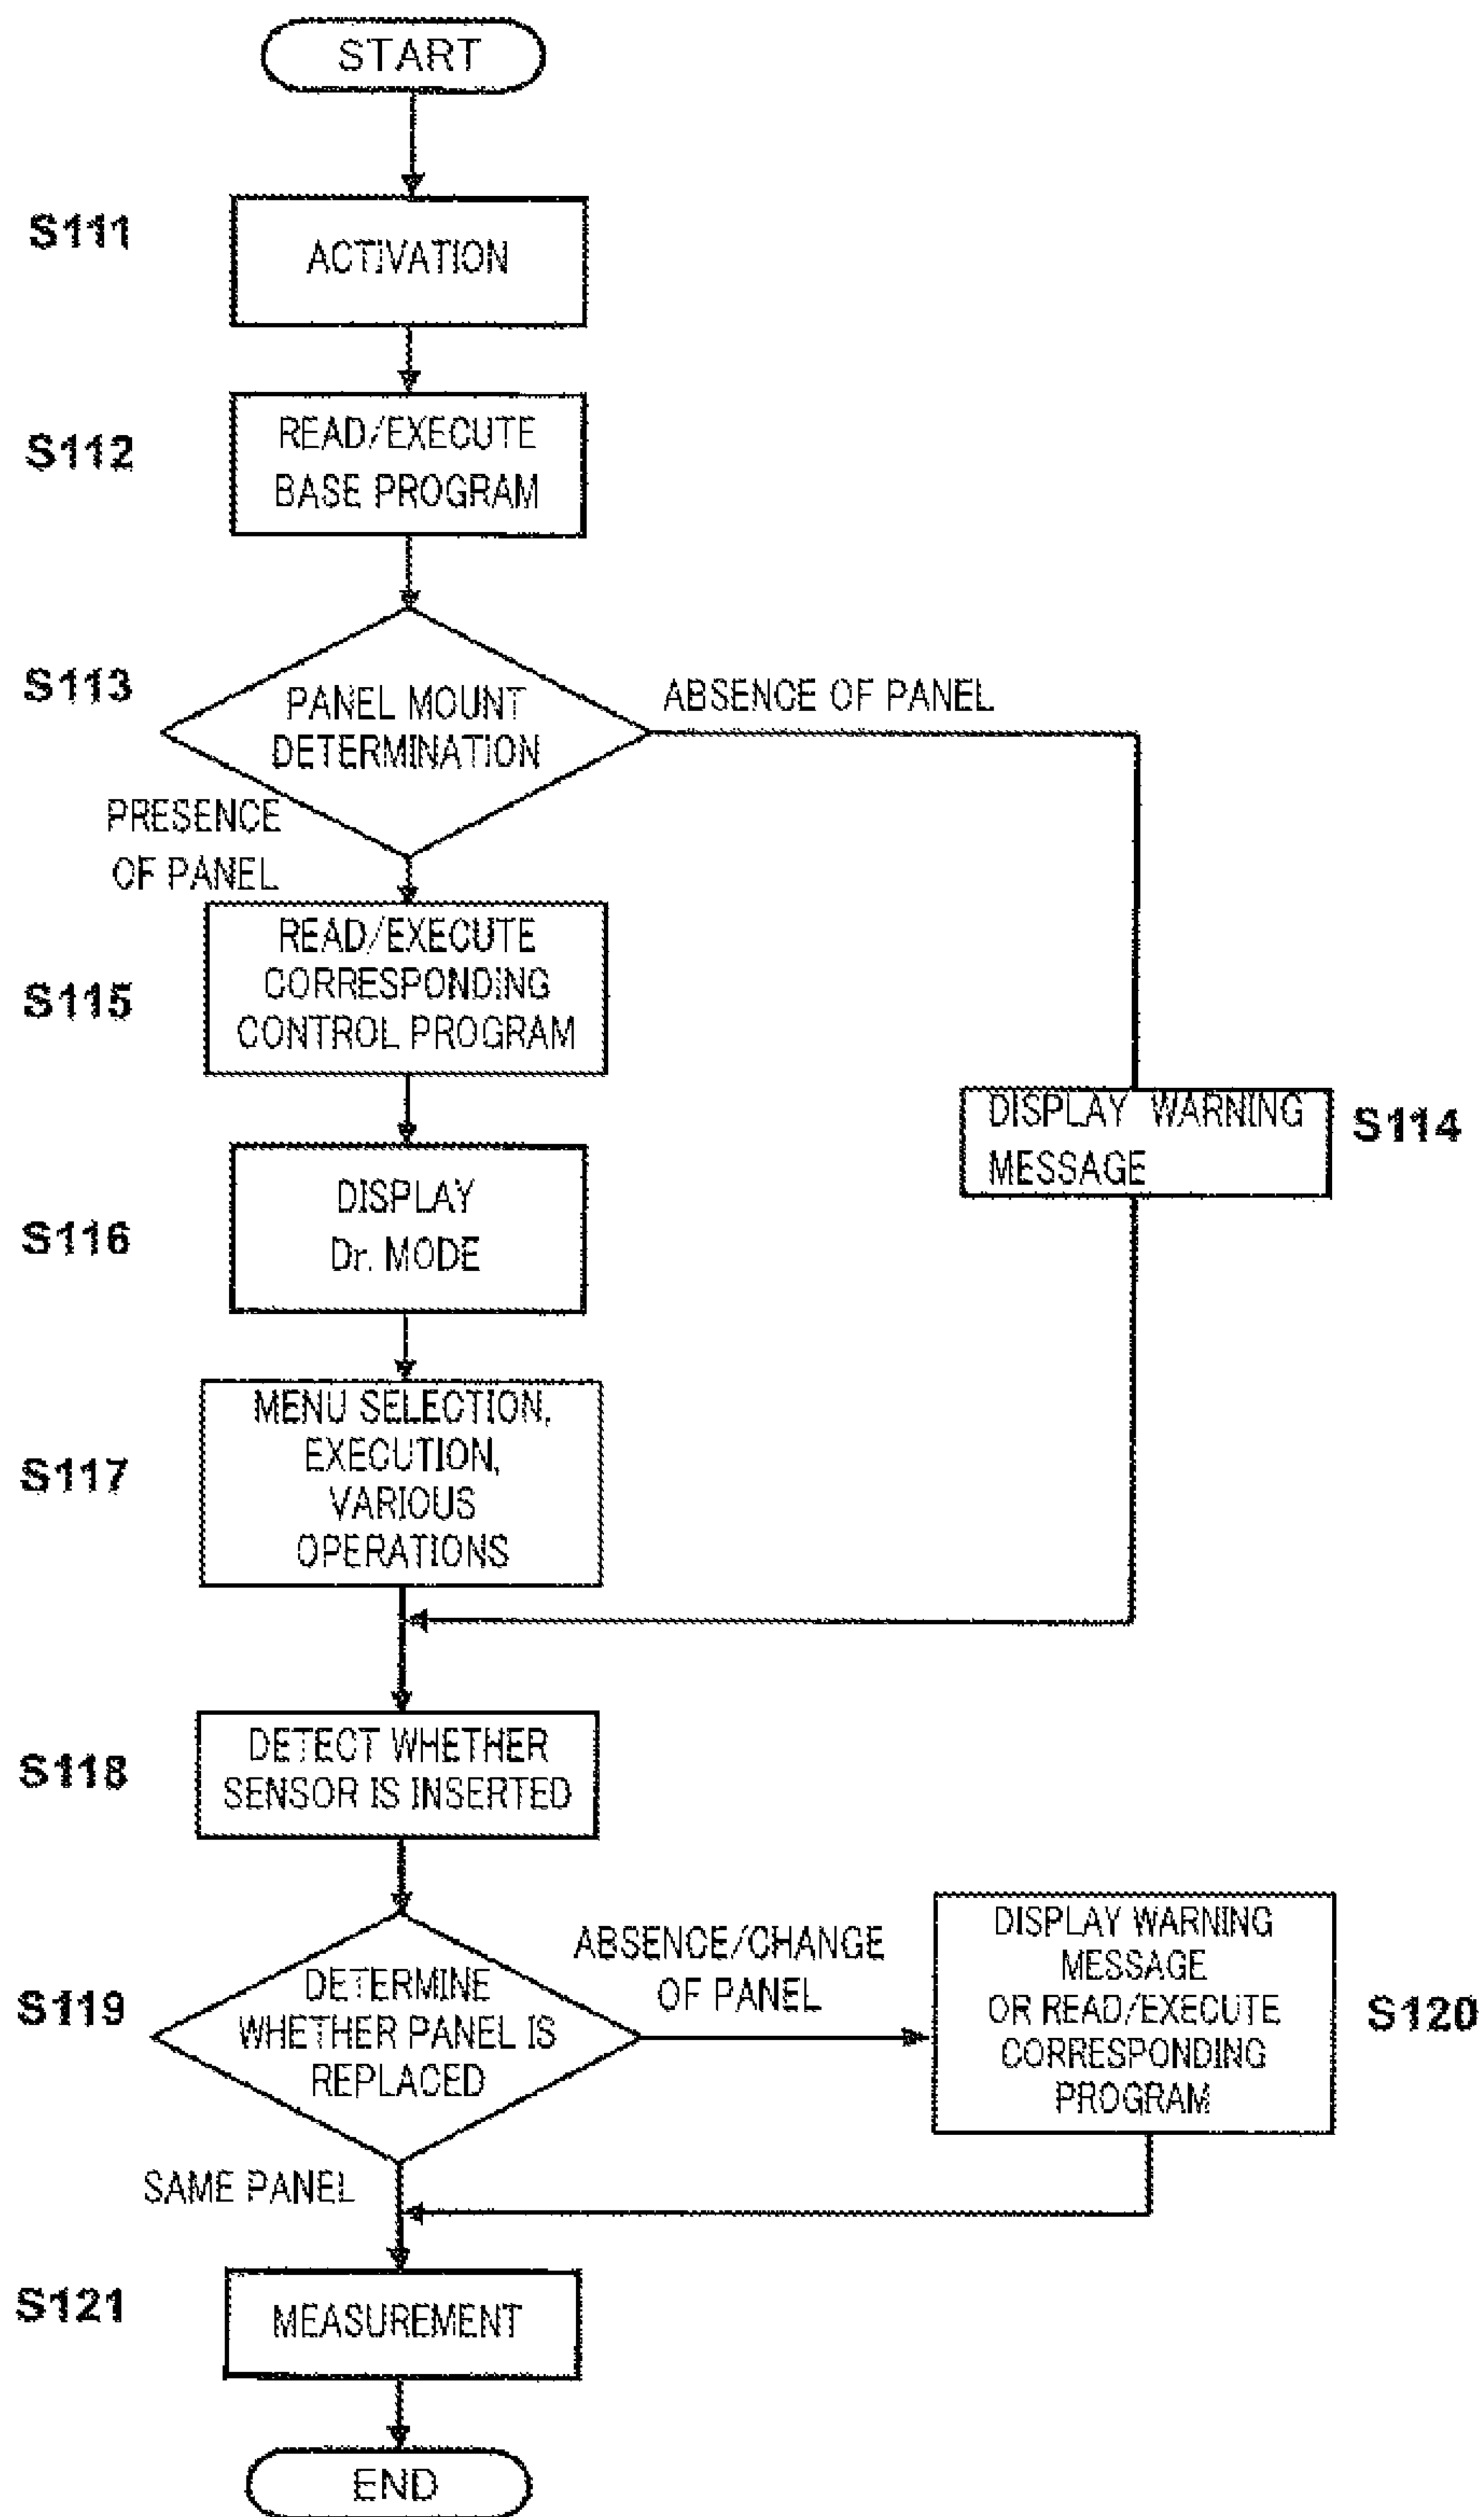 START
S111
ACTIVATION
S112
READ/EXECUTE
BASE PROGRAM
S113
PANEL MOUNT
DETERMINATION
ABSENCE OF PANEL
PRESENCE
OF PANEL
S115
READ/EXECUTE
CORRESPONDING
CONTROL PROGRAM
DISPLAY WARNING
MESSAGE
S114
S116
DISPLAY
Dr. MODE
S117
MENU SELECTION,
EXECUTION,
VARIOUS
OPERATIONS
S118
DETECT WHETHER
SENSOR IS INSERTED
S119
DETERMINE
WHETHER PANEL IS
REPLACED
ABSENCE/CHANGE
OF PANEL
DISPLAY WARNING
MESSAGE
OR READ/EXECUTE
CORRESPONDING
PROGRAM
S120
SAME PANEL
S121
MEASUREMENT
END